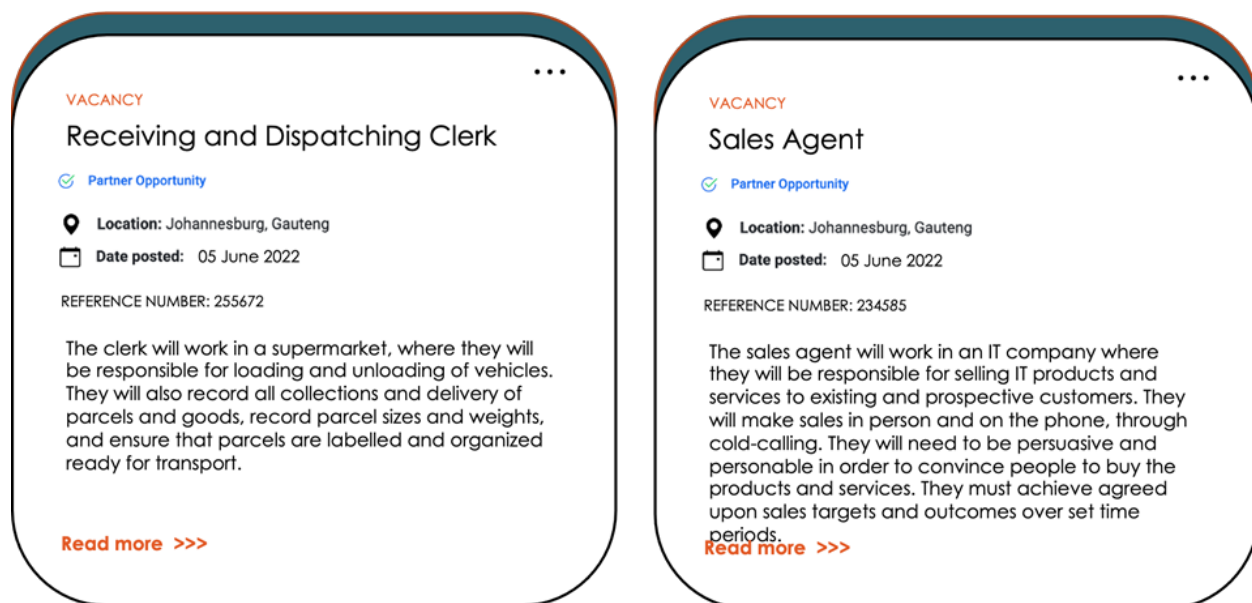 VACANCY
Receiving and Dispatching Clerk
Partner Opportunity
Location: Johannesburg, Gauteng
Date posted: 05 June 2022
REFERENCE NUMBER: 255672
The clerk will work in a supermarket, where they will
be responsible for loading and unloading of vehicles.
They will also record all collections and delivery of
parcels and goods, record parcel sizes and weights,
and ensure that parcels are labelled and organized
ready for transport.
Read more >>>
VACANCY
Sales Agent
Partner Opportunity
Location: Johannesburg, Gauteng
Date posted: 05 June 2022
REFERENCE NUMBER: 234585
The sales agent will work in an IT company where
they will be responsible for selling IT products and
services to existing and prospective customers. They
will make sales in person and on the phone, through
cold-calling. They will need to be persuasive and
personable in order to convince people to buy the
products and services. They must achieve agreed
upon sales targets and outcomes over set time
periods.
Read more >>>